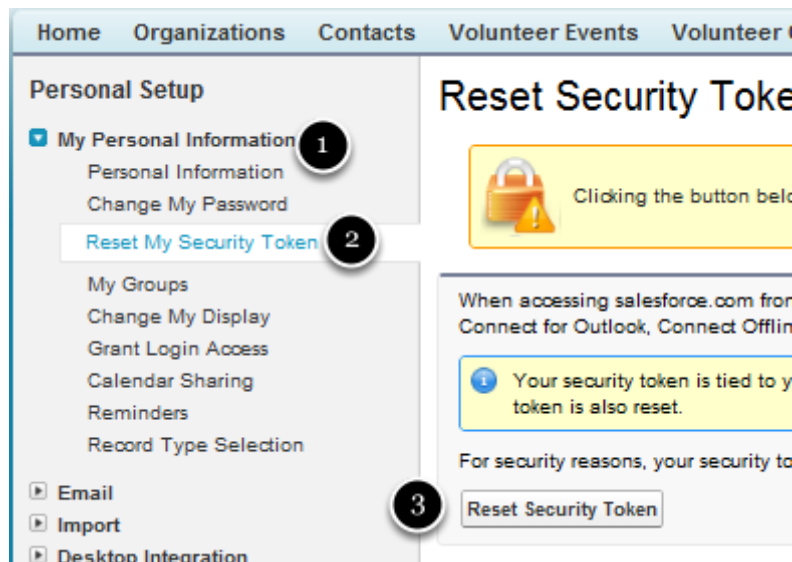 Home Organizations Contacts Volunteer Events Volunteer
Personal Setup
My Personal Information 1
Personal Information
Change My Password
Reset My Security Token 2
My Groups
Change My Display
Grant Login Access
Calendar Sharing
Reminders
Record Type Selection
Email
Import
Desktop Integration
Reset Security Toke
Clicking the button belo
When accessing salesforce.com from
Connect for Outlook, Connect Offlin
Your security token is tied to y
token is also reset.
For security reasons, your security to
3 Reset Security Token